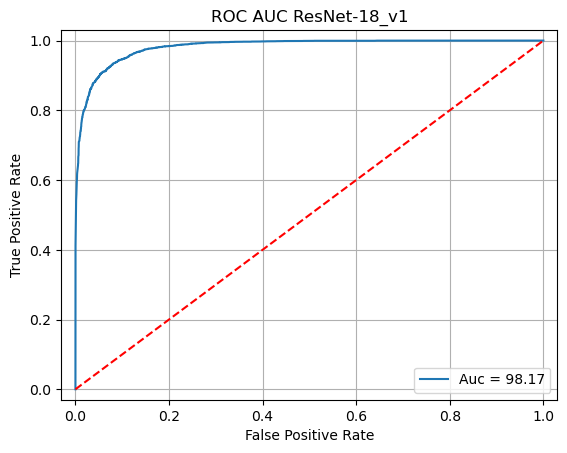 ROC AUC ResNet-18_v1
True Positive Rate
1.0
0.8
0.6
0.4
0.2
0.0
0.0 0.2 0.4 0.6 0.8 1.0
False Positive Rate
Auc = 98.17